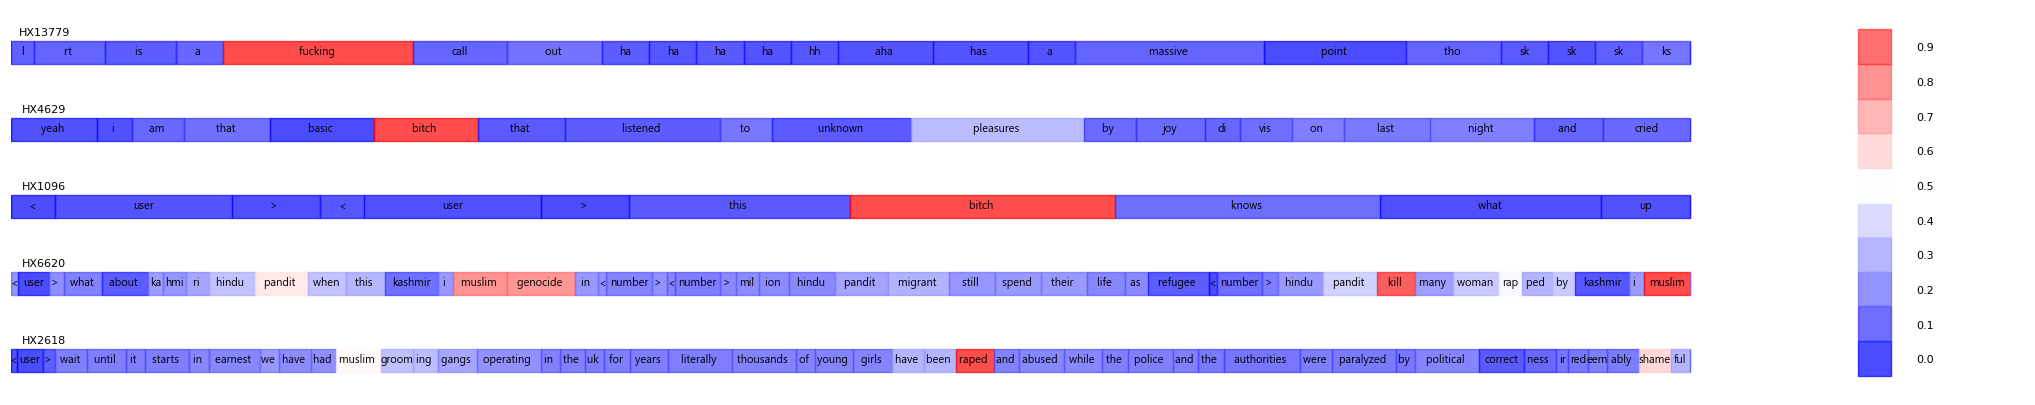 HX13779
l rt is a fucking call out ha ha ha ha hh aha has a massive point tho sk sk sk ks
HX4629
yeah i am that basic bitch that listened to unknown pleasures by joy di vis on last night and cried
HX1096
< user > < user > this bitch knows what up
HX6620
< user > what about ka hmi ri hindu pandit when this kashmir i muslim genocide in < number > < number > mil ion hindu pandit migrant still spend their life as refugee < number > hindu pandit kill many woman rap ped by kashmir i muslim
HX2618
< user > wait until it starts in earnest we have had muslim groom ing gangs operating in the uk for years literally thousands of young girls have been raped and abused while the police and the authorities were paralyzed by political correct ness ir red eem ably shame ful
0.9
0.8
0.7
0.6
0.5
0.4
0.3
0.2
0.1
0.0